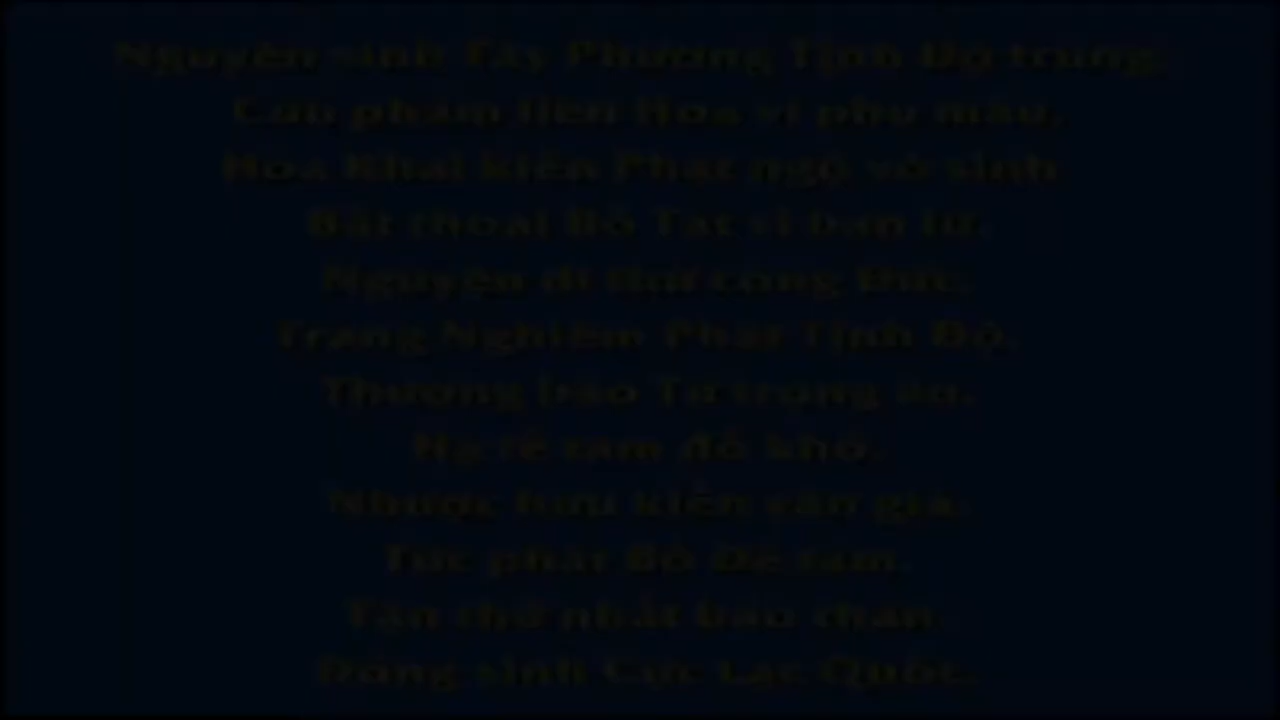 Nguyện sinh Tây Phương Tịnh Độ trung,
Cửu phẩm liên Hoa vi phụ mẫu,
Hoa Khai kiến Phật ngộ vô sinh
Bất thoái Bồ Tát vi bạn lữ.
Nguyện dĩ thử công Đức,
Trang Nghiêm Phật Tịnh Độ,
Thượng báo Tứ trọng ân,
Hạ tế tam đồ khổ,
Nhược hữu kiến văn giả,
Tức phát Bồ Đề tâm,
Tận thử nhất báo thân
Đồng sinh Cực Lạc Quốc.